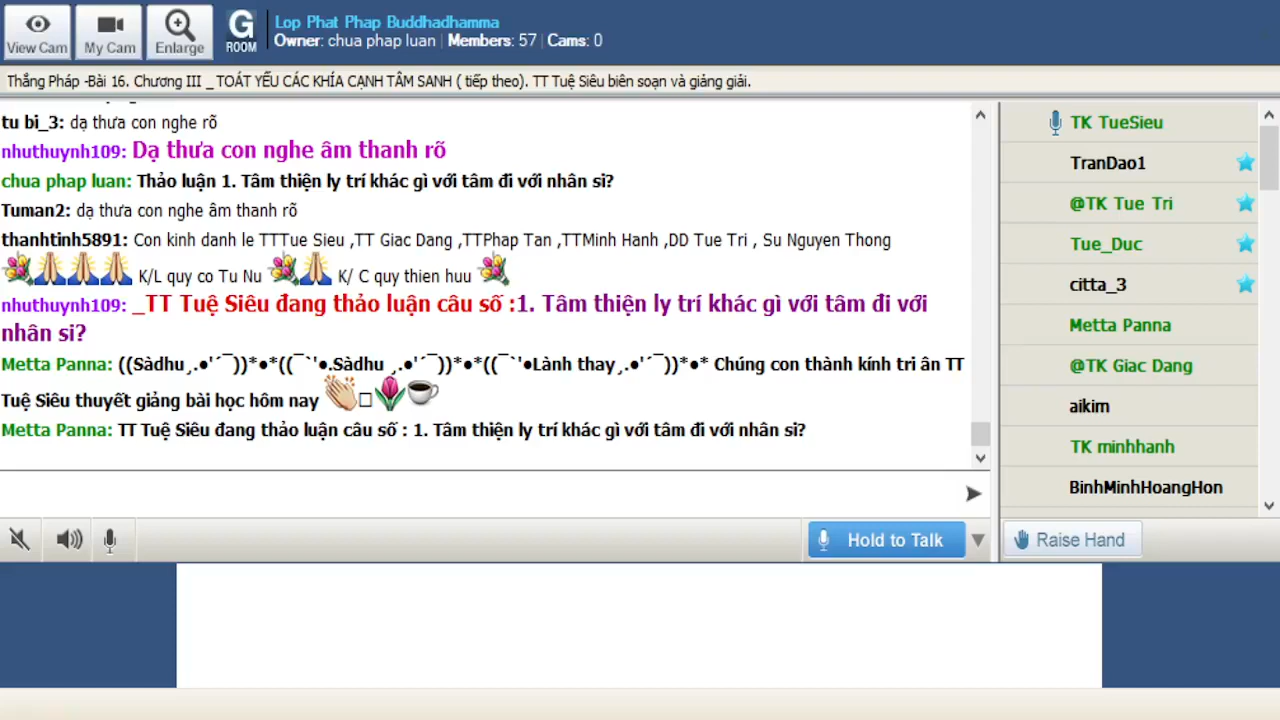 View Cam
My Cam
Enlarge
G
ROOM
Lop Phat Phap Buddhadhamma
Owner: chua phap luan | Members: 57 | Cams: 0
Thắng Pháp -Bài 16. Chương III _ TOÁT YẾU CÁC KHÍA CẠNH TÂM SANH ( tiếp theo). TT Tuệ Siêu biên soạn và giảng giải.
tu bi_3: dạ thưa con nghe rõ
nhuthuynh109: Dạ thưa con nghe âm thanh rõ
chua phap luan: Thảo luận 1. Tâm thiện ly trí khác gì với tâm đi với nhân si?
Tuman2: dạ thưa con nghe âm thanh rõ
thanhtinh5891: Con kinh danh le TTTue Sieu ,TT Giac Dang ,TTPhap Tan ,TTMinh Hanh ,DD Tue Tri , Su Nguyen Thong
K/L quy co Tu Nu K/ C quy thien huu
nhuthuynh109: _TT Tuệ Siêu đang thảo luận câu số :1. Tâm thiện ly trí khác gì với tâm đi với
nhân si?
Metta Panna: ((Sàdhu¸.●'´¯))*●*((¯`'●.Sàdhu ¸.●'´¯))*●*((¯`'●Lành thay¸.●'´¯))*●* Chúng con thành kính tri ân TT
Tuệ Siêu thuyết giảng bài học hôm nay
Metta Panna: TT Tuệ Siêu đang thảo luận câu số : 1. Tâm thiện ly trí khác gì với tâm đi với nhân si?
Hold to Talk
TK TueSieu
TranDao1
@TK Tue Tri
Tue_Duc
citta_3
Metta Panna
@TK Giac Dang
aikim
TK minhhanh
BinhMinhHoangHon
Raise Hand